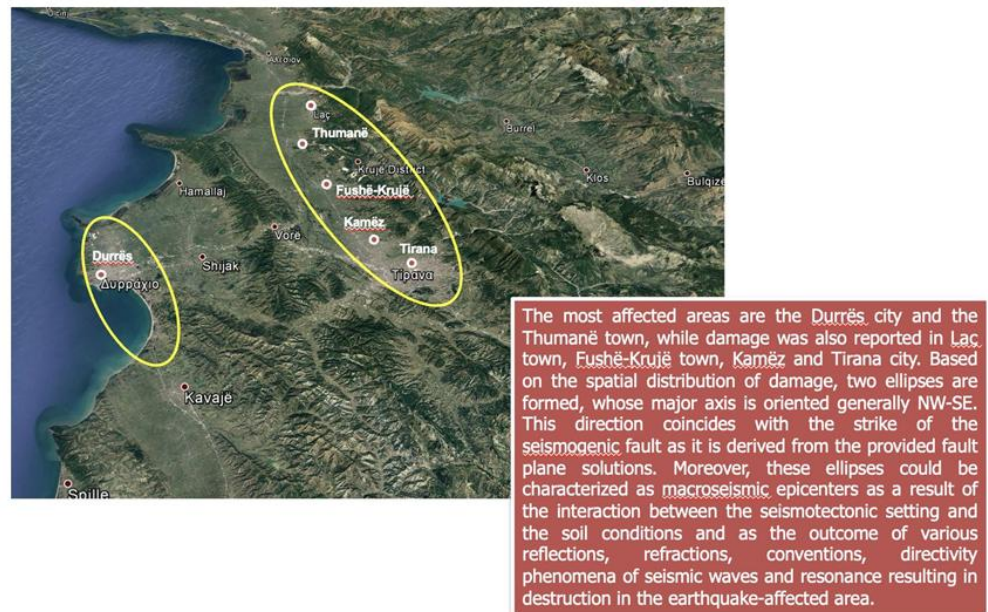 Laç
Thumanë
Burrel
Krujë District
Klos
Bulqizë
Fushë-Krujë
Hamallaj
Kamëz
Vorë
Tirana
Τίρανα
Durrës
Shijak
Δυρράχιο
Kavajë
Spille
The most affected areas are the Durrës city and the
Thumanë town, while damage was also reported in Laç
town, Fushë-Krujë town, Kamëz and Tirana city. Based
on the spatial distribution of damage, two ellipses are
formed, whose major axis is oriented generally NW-SE.
This direction coincides with the strike of the
seismogenic fault as it is derived from the provided fault
plane solutions. Moreover, these ellipses could be
characterized as macroseismic epicenters as a result of
the interaction between the seismotectonic setting and
the soil conditions and as the outcome of various
reflections, refractions, conventions, directivity
phenomena of seismic waves and resonance resulting in
destruction in the earthquake-affected area.